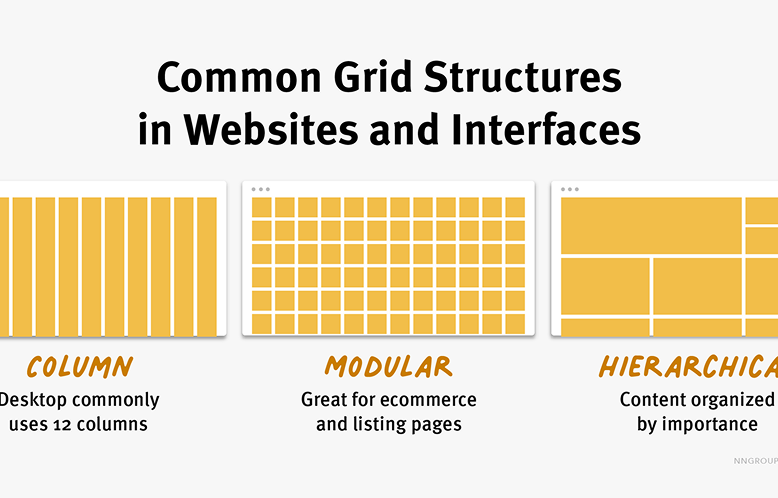 Common Grid Structures
in Websites and Interfaces
COLUMN
Desktop commonly
uses 12 columns
MODULAR
Great for ecommerce
and listing pages
HIERARCHICA
Content organized
by importance
NNGROUP